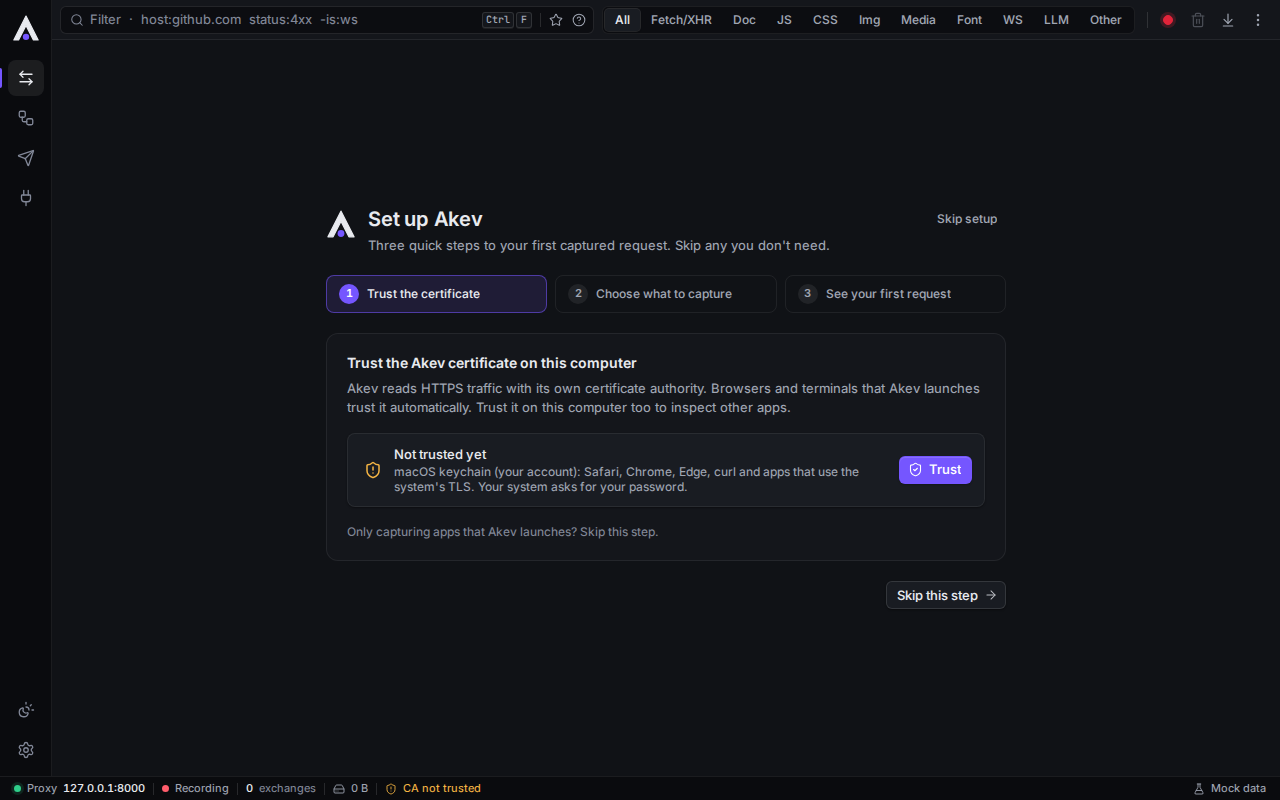 Filter · host:github.com status:4xx -is:ws Ctrl F All Fetch/XHR Doc JS CSS Img Media Font WS LLM Other
Set up Akev
Skip setup
Three quick steps to your first captured request. Skip any you don't need.
1 Trust the certificate 2 Choose what to capture 3 See your first request
Trust the Akev certificate on this computer
Akev reads HTTPS traffic with its own certificate authority. Browsers and terminals that Akev launches
trust it automatically. Trust it on this computer too to inspect other apps.
Not trusted yet
macOS keychain (your account): Safari, Chrome, Edge, curl and apps that use the
system's TLS. Your system asks for your password.
Trust
Only capturing apps that Akev launches? Skip this step.
Skip this step
Proxy 127.0.0.1:8000 Recording 0 exchanges 0 B CA not trusted Mock data